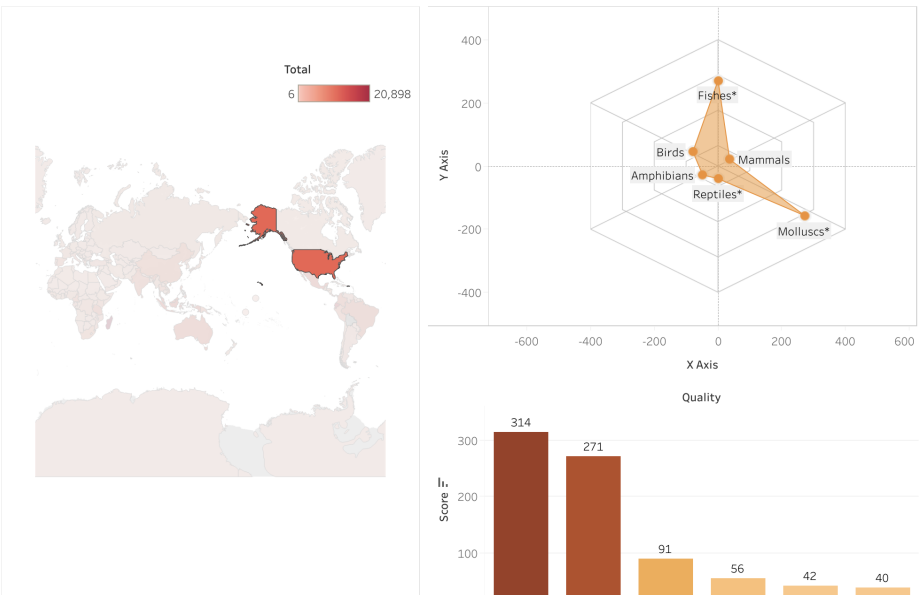 Total
6 20,898
400
200
0
-200
-400
Y Axis
Fishes*
Birds
Mammals
Amphibians
Reptiles*
Molluscs*
-600 -400 -200 0 200 400 600
X Axis
Quality
Score
300
200
100
314
271
91
56
42
40